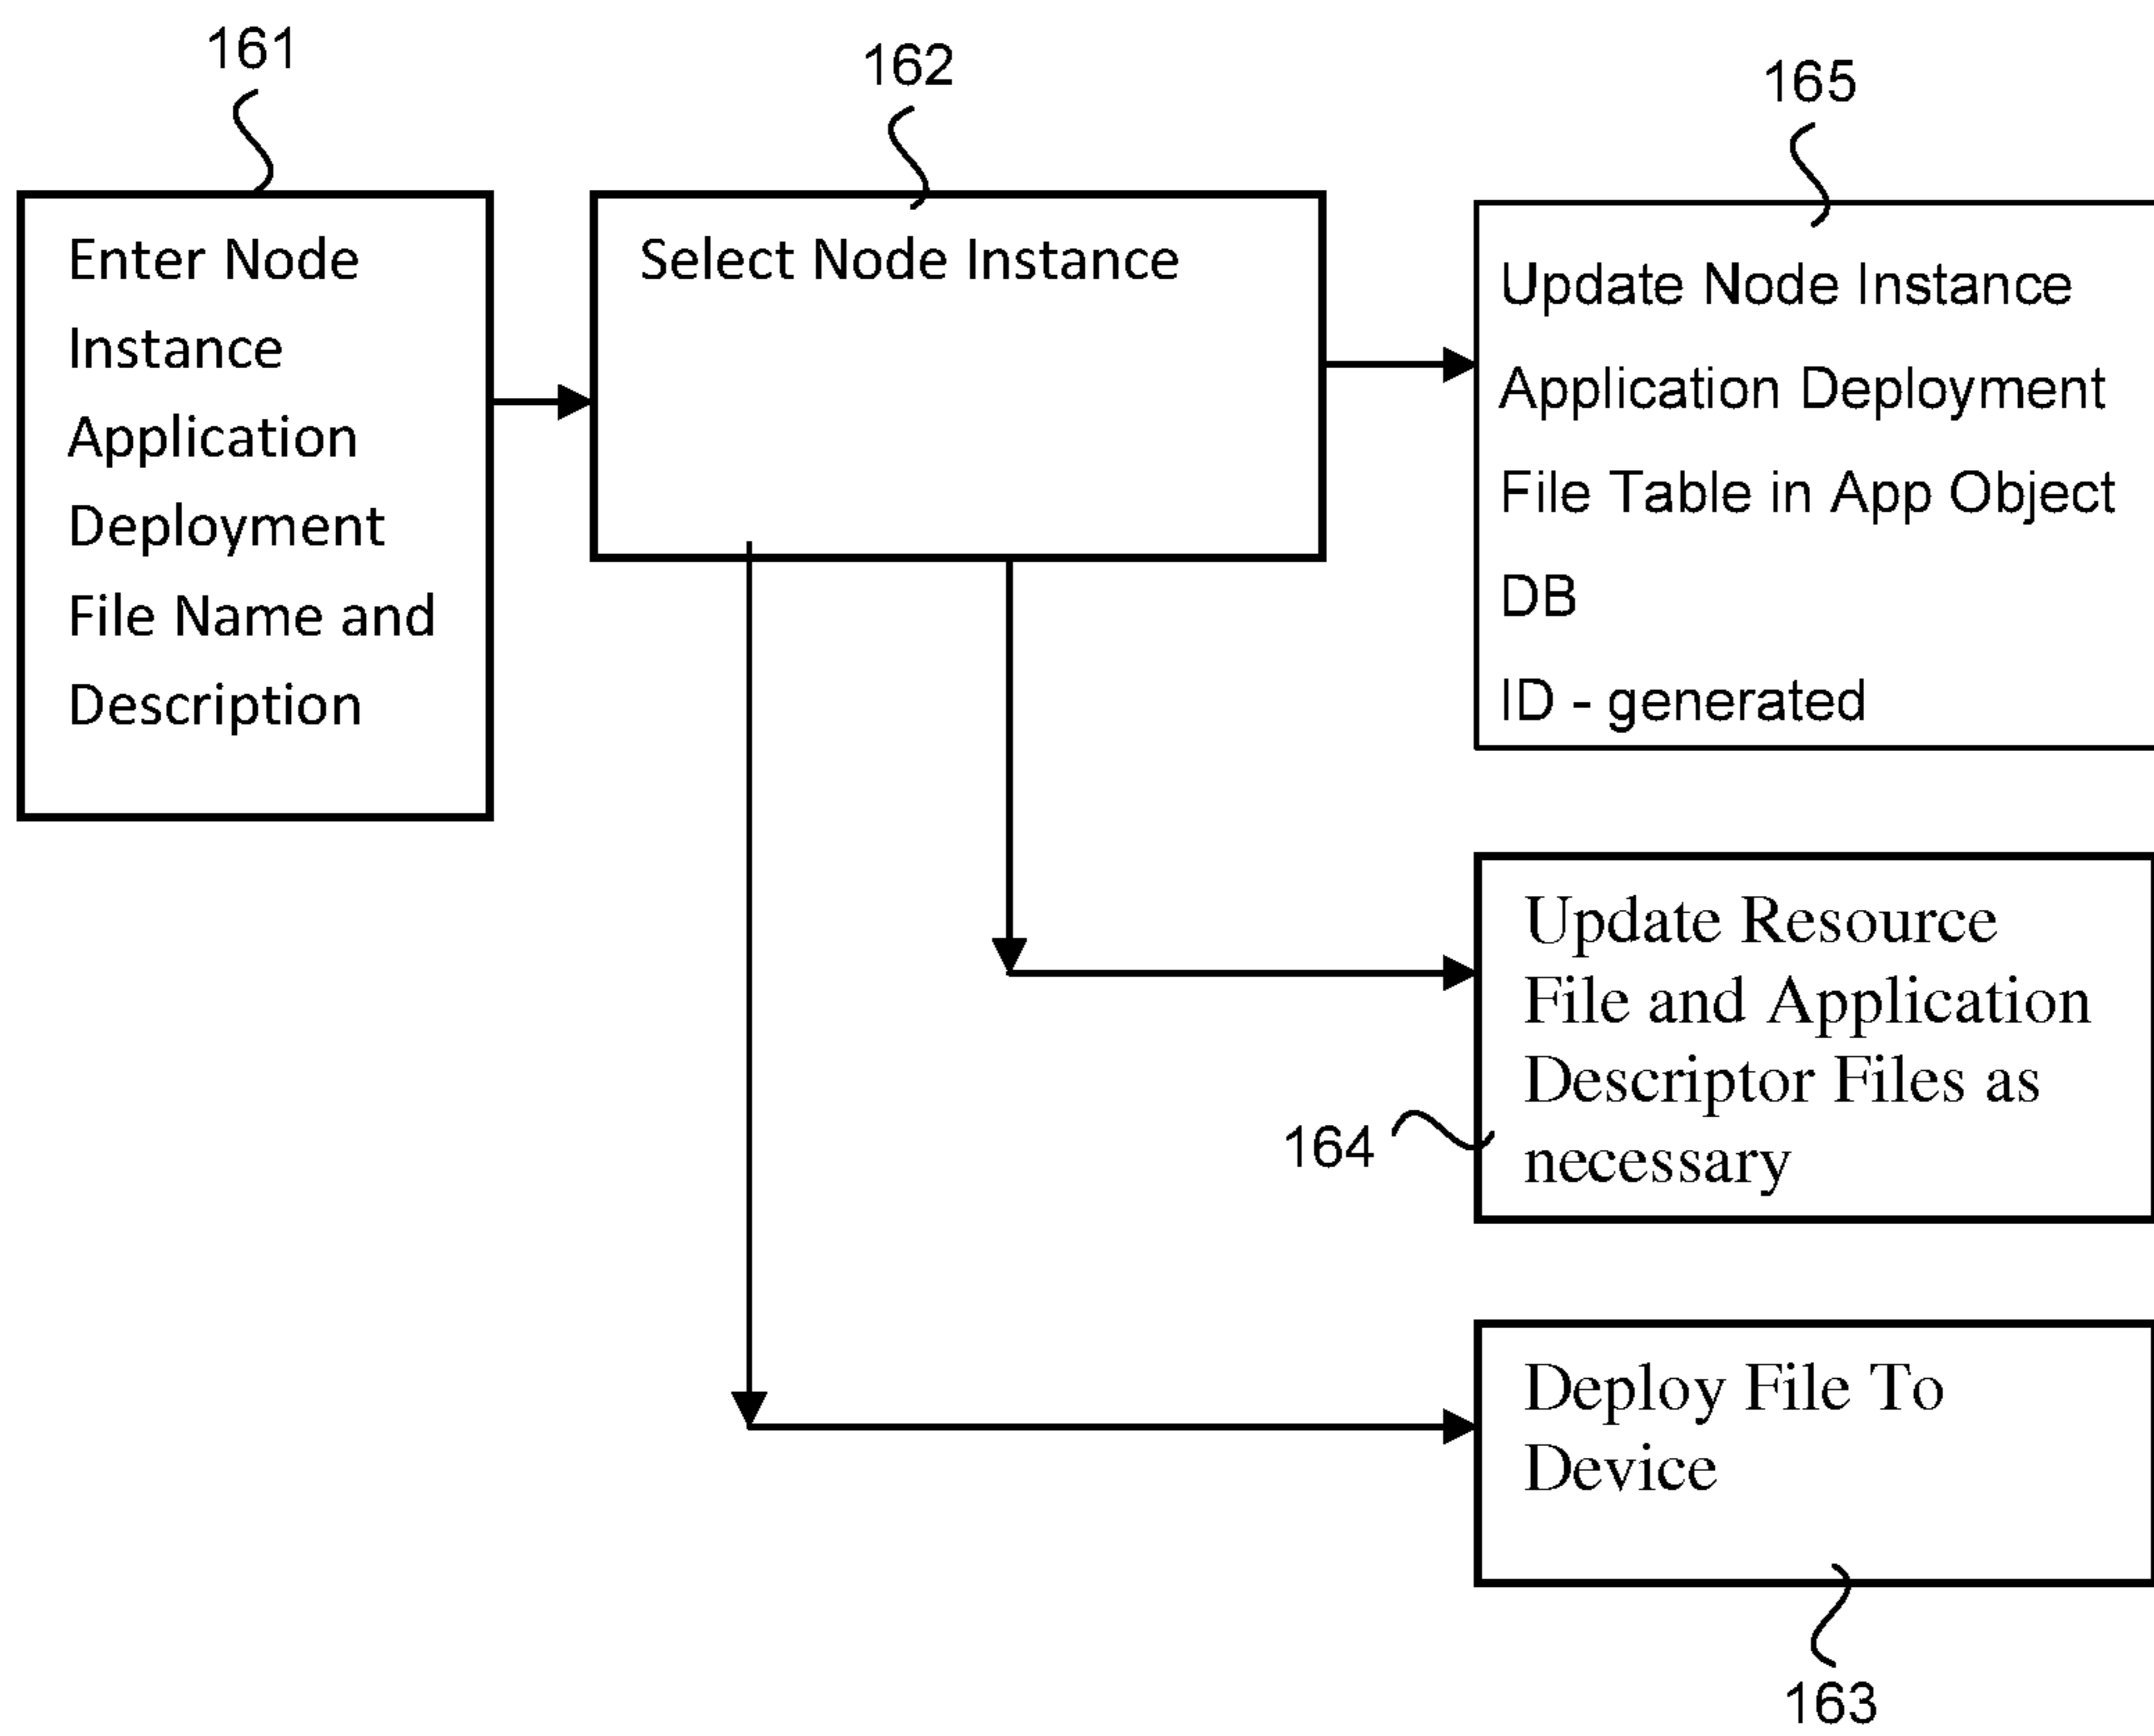 161
162
165
Enter Node
Instance
Application
Deployment
File Name and
Description
Select Node Instance
Update Node Instance
Application Deployment
File Table in App Object
DB
ID - generated
Update Resource
File and Application
Descriptor Files as
necessary
164
Deploy File To
Device
163